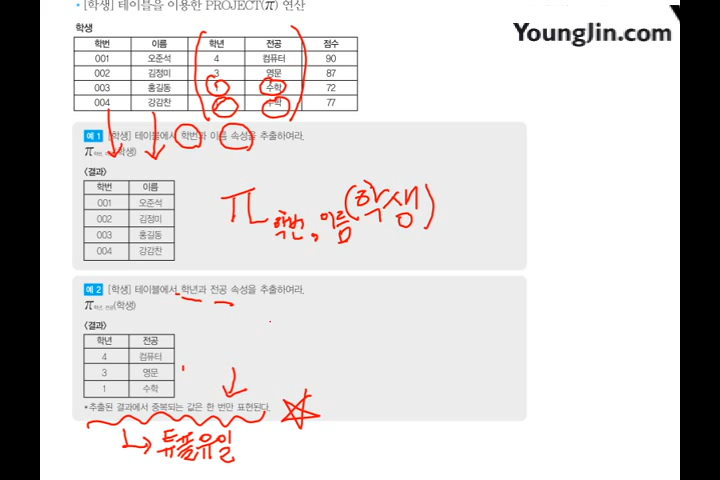 • [학생] 테이블을 이용한 PROJECT(π) 연산
YoungJin.com
학생
학번 이름 학년 전공 점수
001 오준석 4 컴퓨터 90
002 김정미 3 영문 87
003 홍길동 1 수학 72
004 강감찬 수학 77
예 1 [학생] 테이블에서 학번과 이름 속성을 추출하여라.
π (학생)
〈결과〉
학번 이름
001 오준석
002 김정미
003 홍길동
004 강감찬
π 학번, 이름(학생)
예 2 [학생] 테이블에서 학년과 전공 속성을 추출하여라.
π 학년, 전공(학생)
〈결과〉
학년 전공
4 컴퓨터
3 영문
1 수학
*추출된 결과에서 중복되는 값은 한 번만 표현된다.
튜플유일